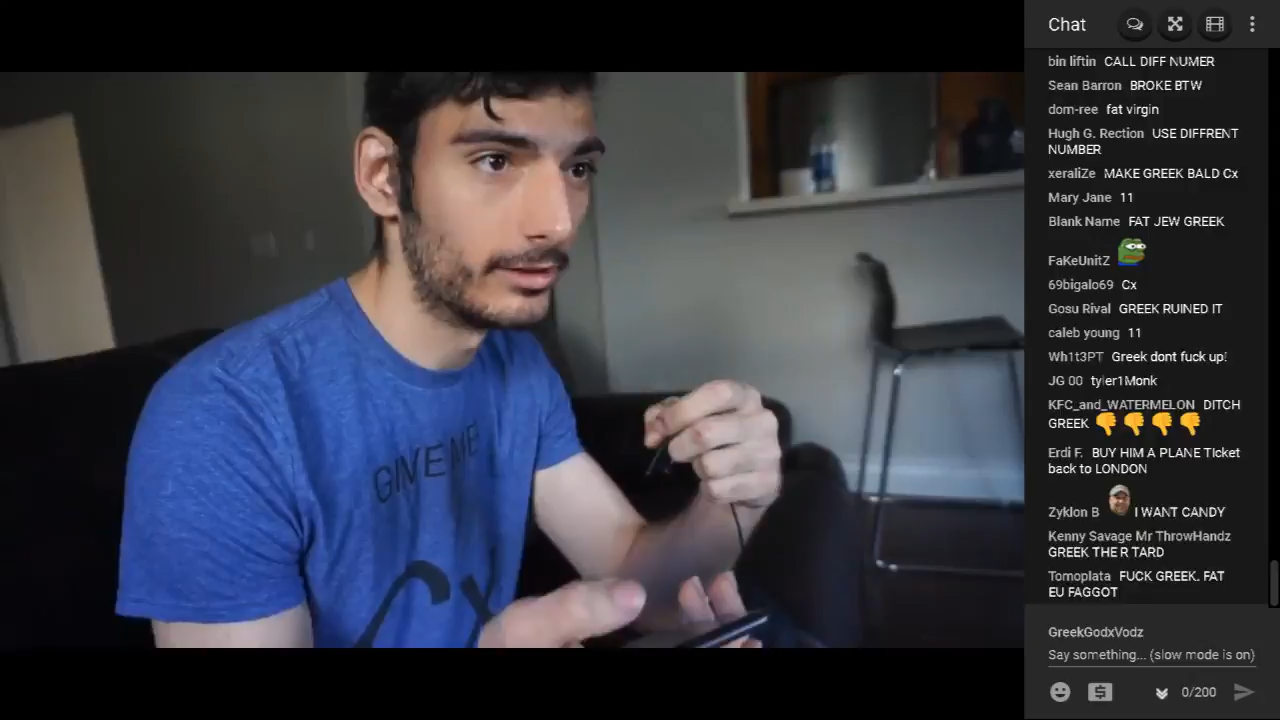 GIVE ME
Cx
Chat
bin liftin CALL DIFF NUMER
Sean Barron BROKE BTW
dom-ree fat virgin
Hugh G. Rection USE DIFFRENT
NUMBER
xeraliZe MAKE GREEK BALD Cx
Mary Jane 11
Blank Name FAT JEW GREEK
FaKeUnitZ
69bigalo69 Cx
Gosu Rival GREEK RUINED IT
caleb young 11
Wh1t3PT Greek dont fuck up!
JG 00 tyler1Monk
KFC_and_WATERMELON DITCH
GREEK
Erdi F. BUY HIM A PLANE TIcket
back to LONDON
Zyklon B I WANT CANDY
Kenny Savage Mr ThrowHandz
GREEK THE R TARD
Tomoplata FUCK GREEK. FAT
EU FAGGOT
GreekGodxVodz
Say something... (slow mode is on)
0/200